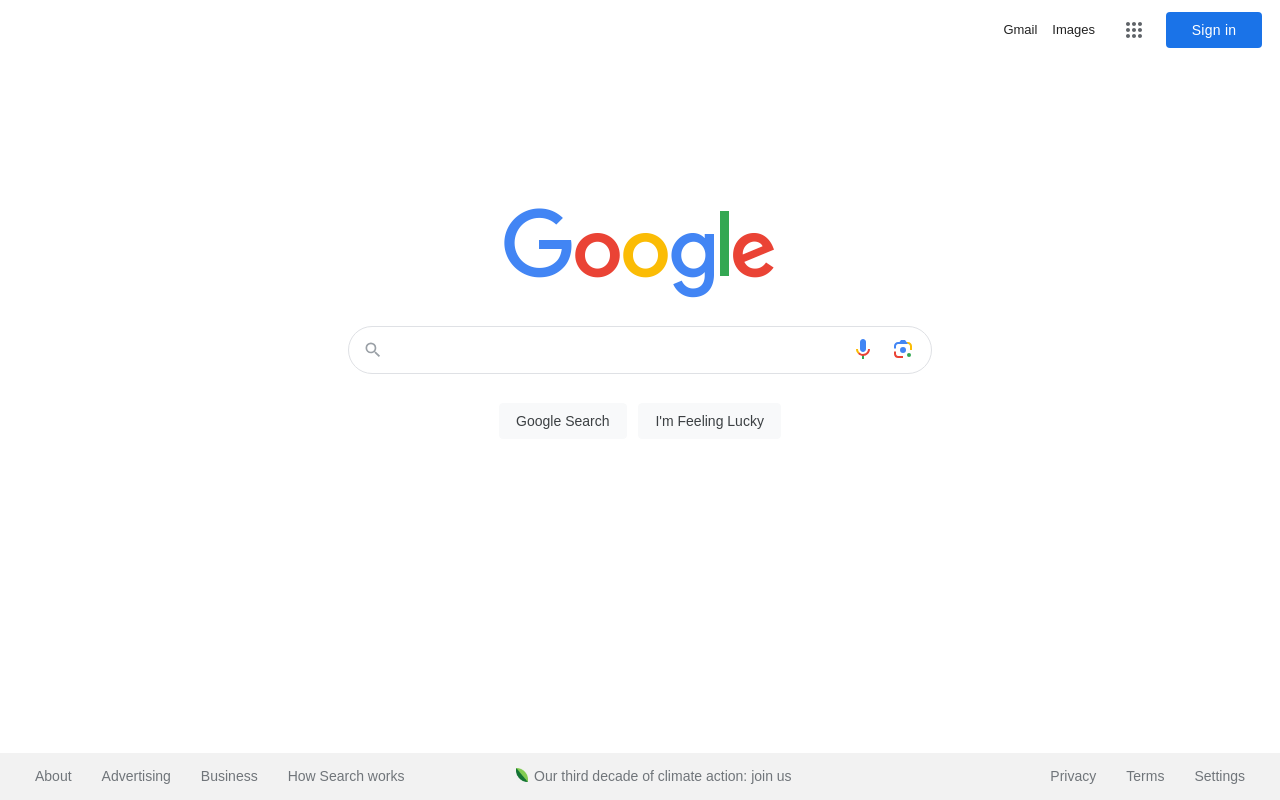 Gmail Images Sign in
Google
Google Search I'm Feeling Lucky
About Advertising Business How Search works Our third decade of climate action: join us Privacy Terms Settings